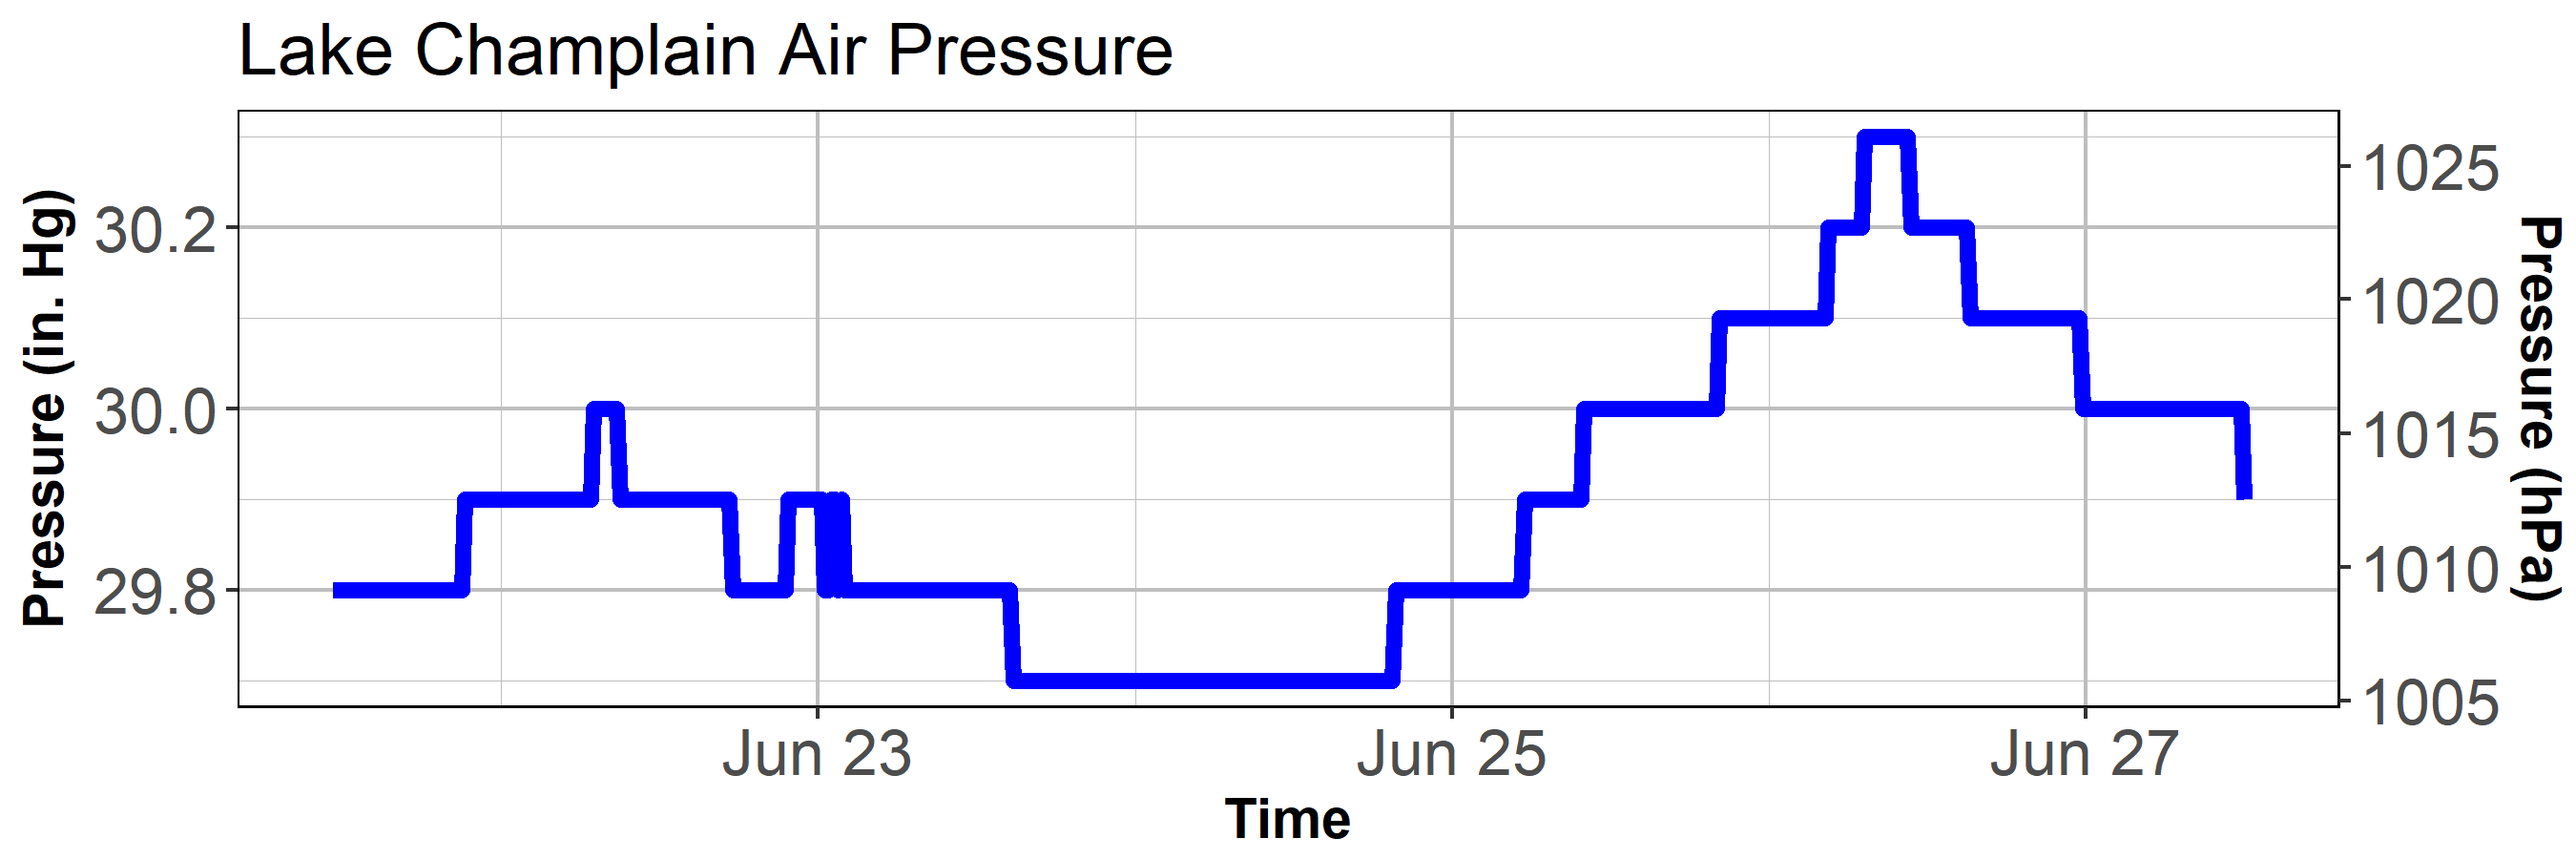 Lake Champlain Air Pressure
Pressure (in. Hg)
30.2
30.0
29.8
1025
1020
1015
1010
1005
Pressure (hPa)
Jun 23
Jun 25
Jun 27
Time